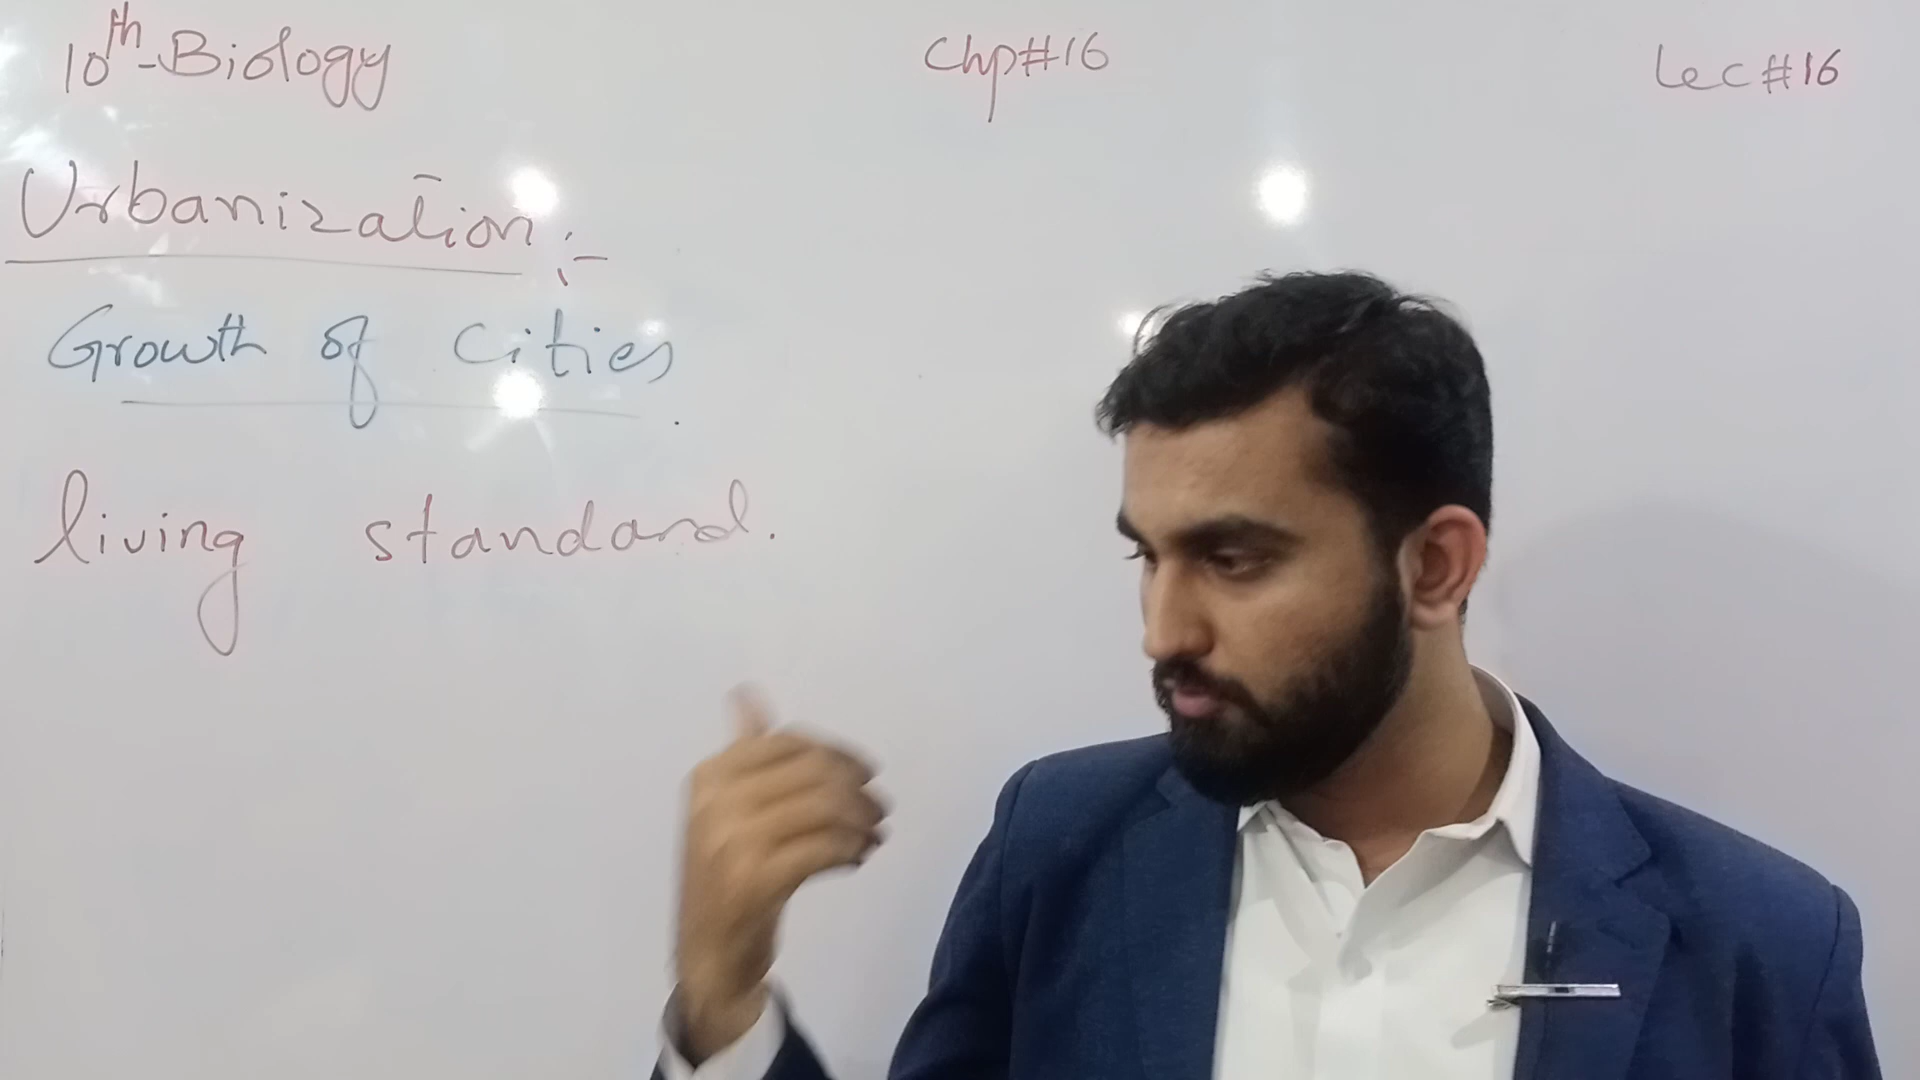 10th-Biology Chp#16 Lec#16
Urbanization:-
Growth of Cities.
living standard.